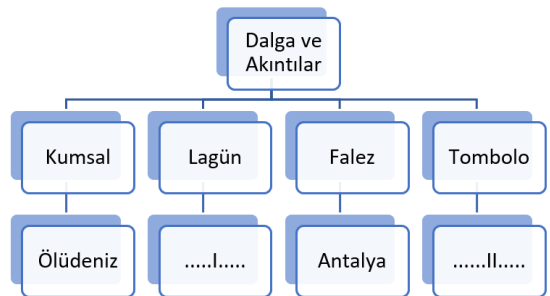 Dalga ve
Akıntılar
Kumsal
Lagün
Falez
Tombolo
Ölüdeniz
.....I.....
Antalya
......II.....